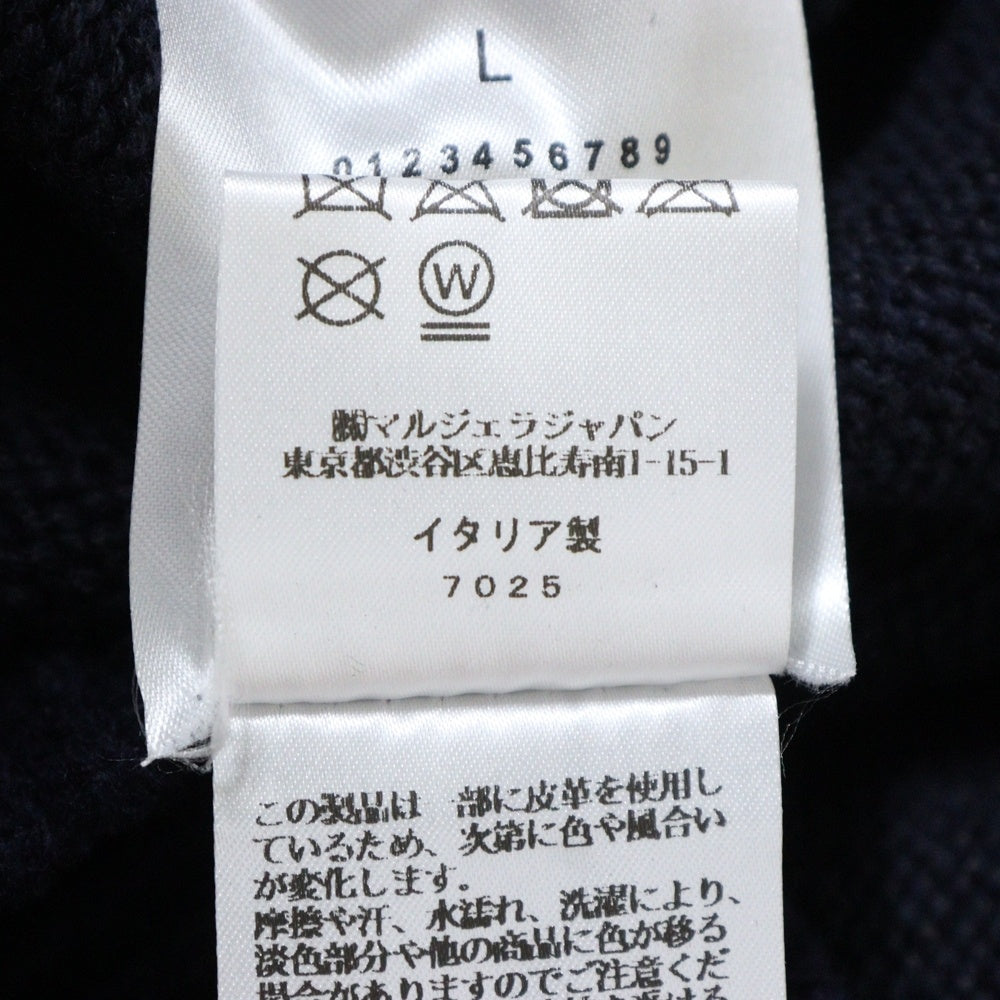 L
0 1 2 3 4 5 6 7 8 9
W
㈱マルジェラジャパン
東京都渋谷区恵比寿南1-15-1
イタリア製
7025
この製品は 部に皮革を使用し
ているため、次第に色や風合い
が変化します。
摩擦や汗、水濡れ、洗濯により、
淡色部分や他の商品に色が移る
場合がありますのでご注意くだ